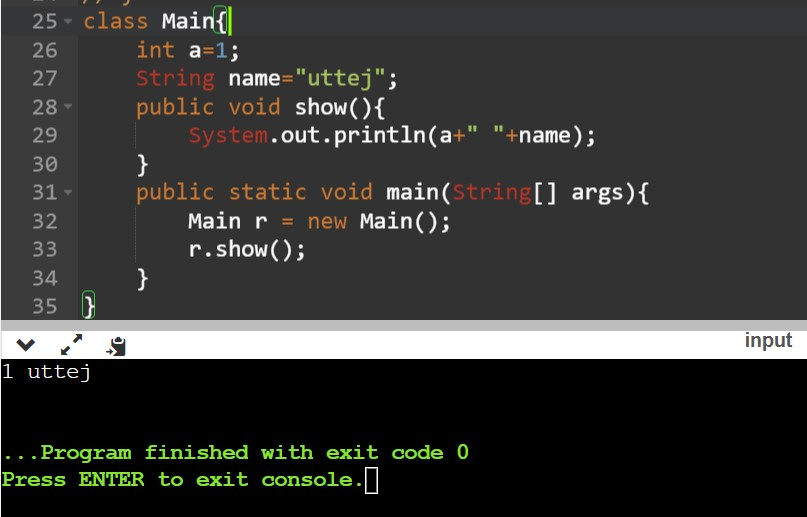 25 class Main{
26     int a=1;
27     String name="uttej";
28     public void show(){
29         System.out.println(a+" "+name);
30     }
31     public static void main(String[] args){
32         Main r = new Main();
33         r.show();
34     }
35 }
input
1 uttej
...Program finished with exit code 0
Press ENTER to exit console.